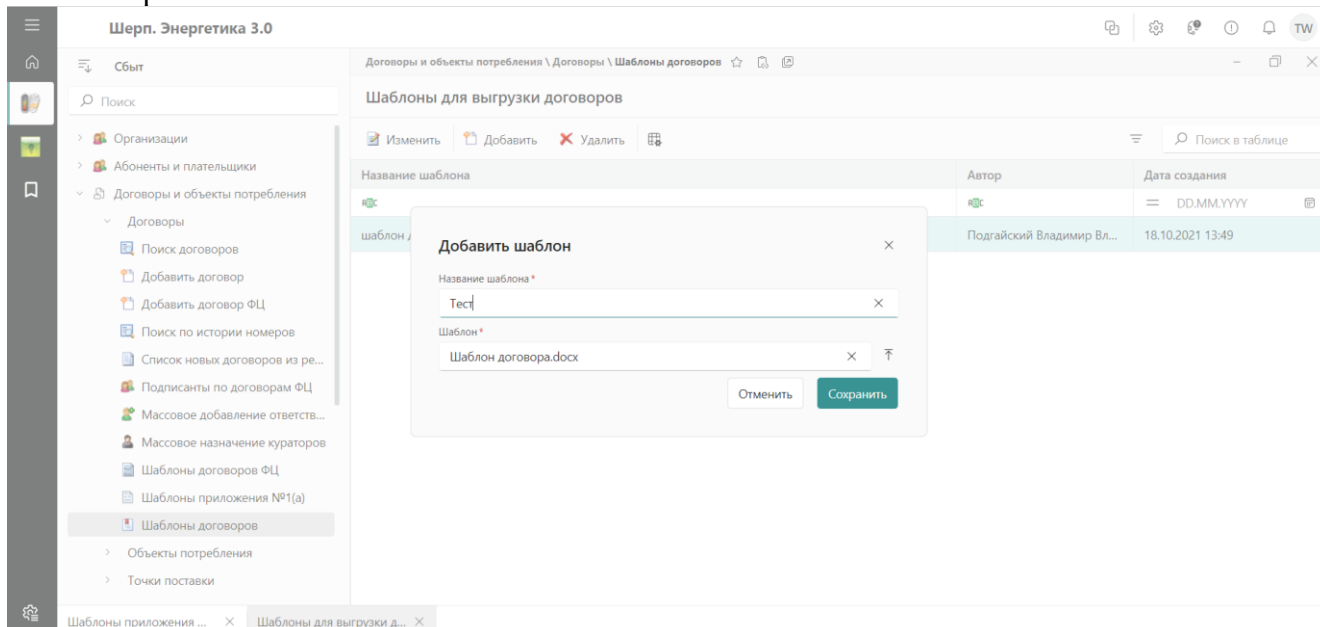 Шерп. Энергетика 3.0
TW
Сбыт
Договоры и объекты потребления \ Договоры \ Шаблоны договоров
Поиск
Шаблоны для выгрузки договоров
Организации
Изменить Добавить Удалить
Поиск в таблице
Абоненты и плательщики
Название шаблона Автор Дата создания
Договоры и объекты потребления
DD.MM.YYYY
Договоры
шаблон Подгайский Владимир Вл... 18.10.2021 13:49
Поиск договоров
Добавить договор
Добавить договор ФЦ
Поиск по истории номеров
Список новых договоров из ре...
Подписанты по договорам ФЦ
Массовое добавление ответств...
Массовое назначение кураторов
Шаблоны договоров ФЦ
Шаблоны приложения №1(а)
Шаблоны договоров
Объекты потребления
Точки поставки
Добавить шаблон
Название шаблона *
Тест
Шаблон *
Шаблон договора.docx
Отменить Сохранить
Шаблоны приложения ... Шаблоны для выгрузки д...